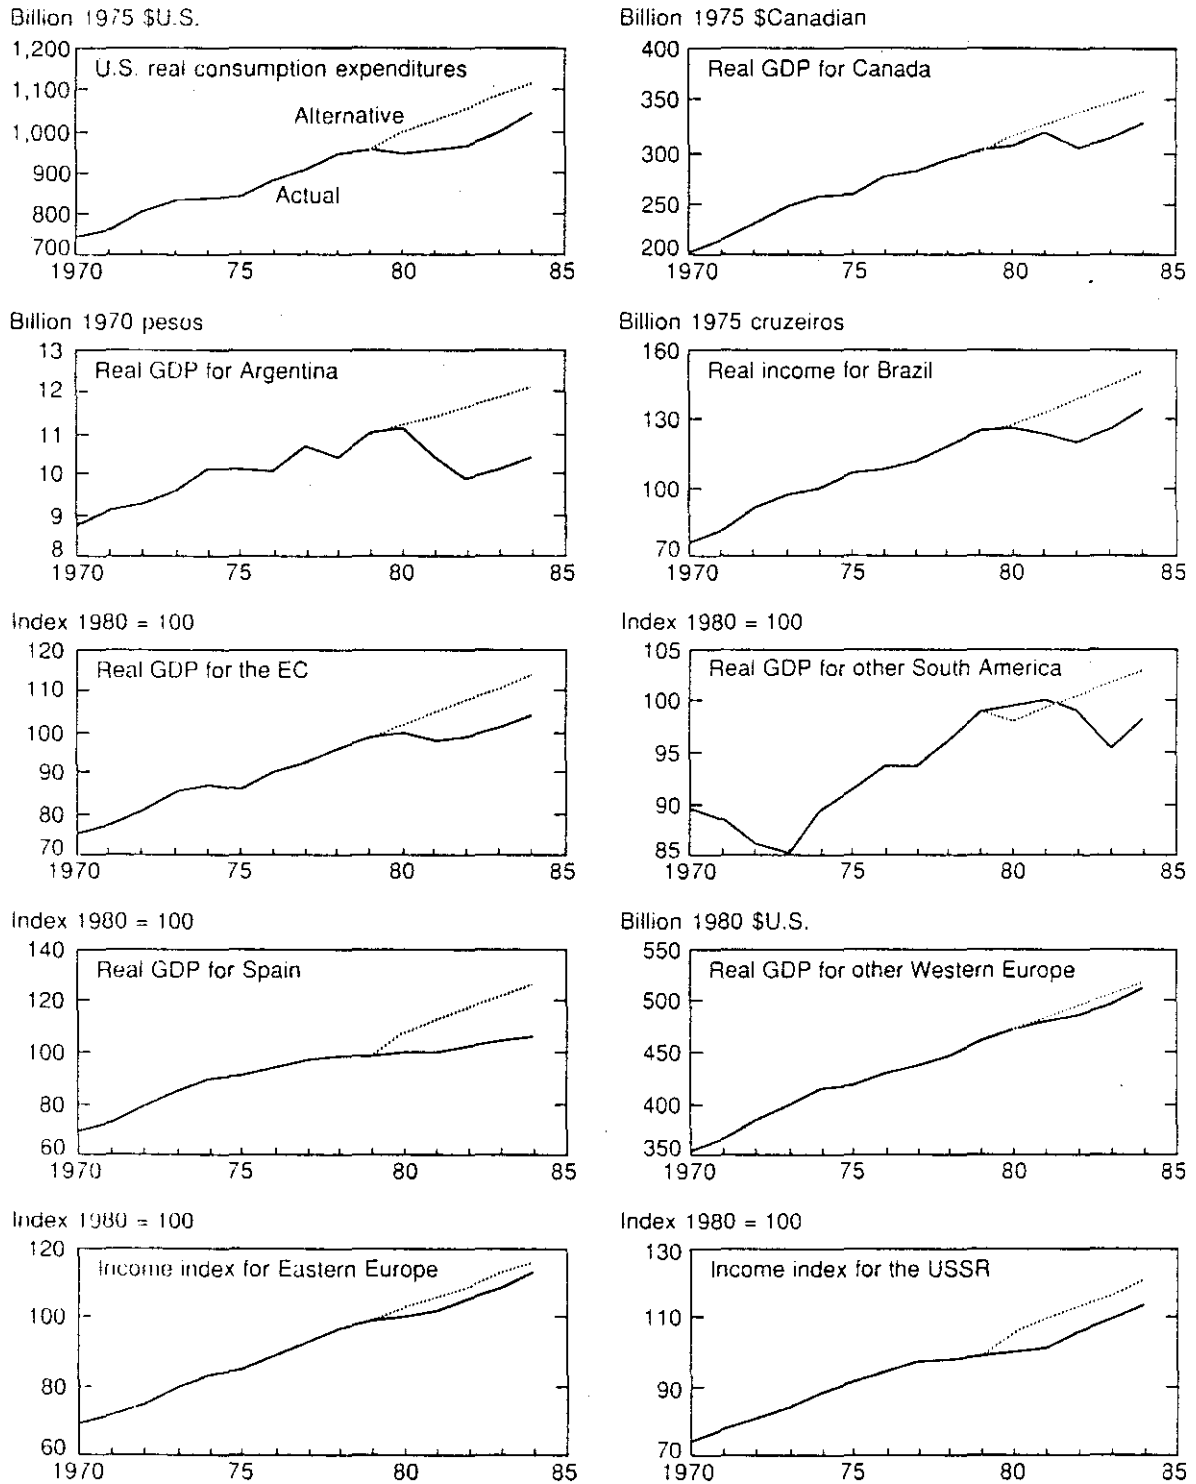 Billion 1975 $U.S.
1,200
1,100
1,000
900
800
700
U.S. real consumption expenditures
Alternative
Actual
1970 75 80 85
Billion 1975 $Canadian
400
350
300
250
200
Real GDP for Canada
1970 75 80 85
Billion 1970 pesos
13
12
11
10
9
8
Real GDP for Argentina
1970 75 80 85
Billion 1975 cruzeiros
160
130
100
70
Real income for Brazil
1970 75 80 85
Index 1980 = 100
120
110
100
90
80
70
Real GDP for the EC
1970 75 80 85
Index 1980 = 100
105
100
95
90
85
Real GDP for other South America
1970 75 80 85
Index 1980 = 100
140
120
100
80
60
Real GDP for Spain
1970 75 80 85
Billion 1980 $U.S.
550
500
450
400
350
Real GDP for other Western Europe
1970 75 80 85
Index 1980 = 100
120
100
80
60
Income index for Eastern Europe
1970 75 80 85
Index 1980 = 100
130
110
90
70
Income index for the USSR
1970 75 80 85